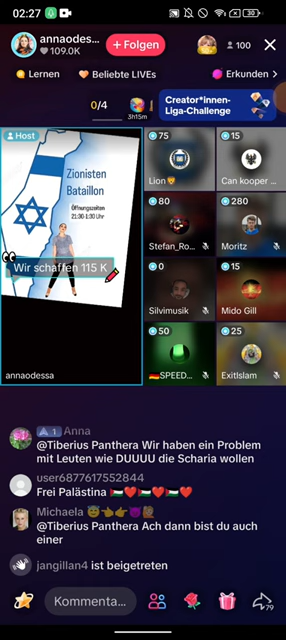 02:27
30
annaodes...
109.0K
+ Folgen
100
Lernen
Beliebte LIVEs
Erkunden >
0/4
3h15m
Creator*innen-
Liga-Challenge
Host
Zionisten
Bataillon
Öffnungszeiten
21:30-1:30 Uhr
Wir schaffen 115 K
annaodessa
75
Lion🦁
15
Can kooper ...
80
Stefan_Ro...
280
Moritz
0
Silvimusik
15
Mido Gill
50
🇩🇪SPEED...
25
ExitIslam
1 Anna
@Tiberius Panthera Wir haben ein Problem
mit Leuten wie DUUUU die Scharia wollen
user6877617552844
Frei Palästina 🇵🇸❤️🇵🇸❤️🇵🇸❤️
Michaela 😇👈👉😈🙋🏼
@Tiberius Panthera Ach dann bist du auch
einer
jangillan4 ist beigetreten
Kommenta...
79